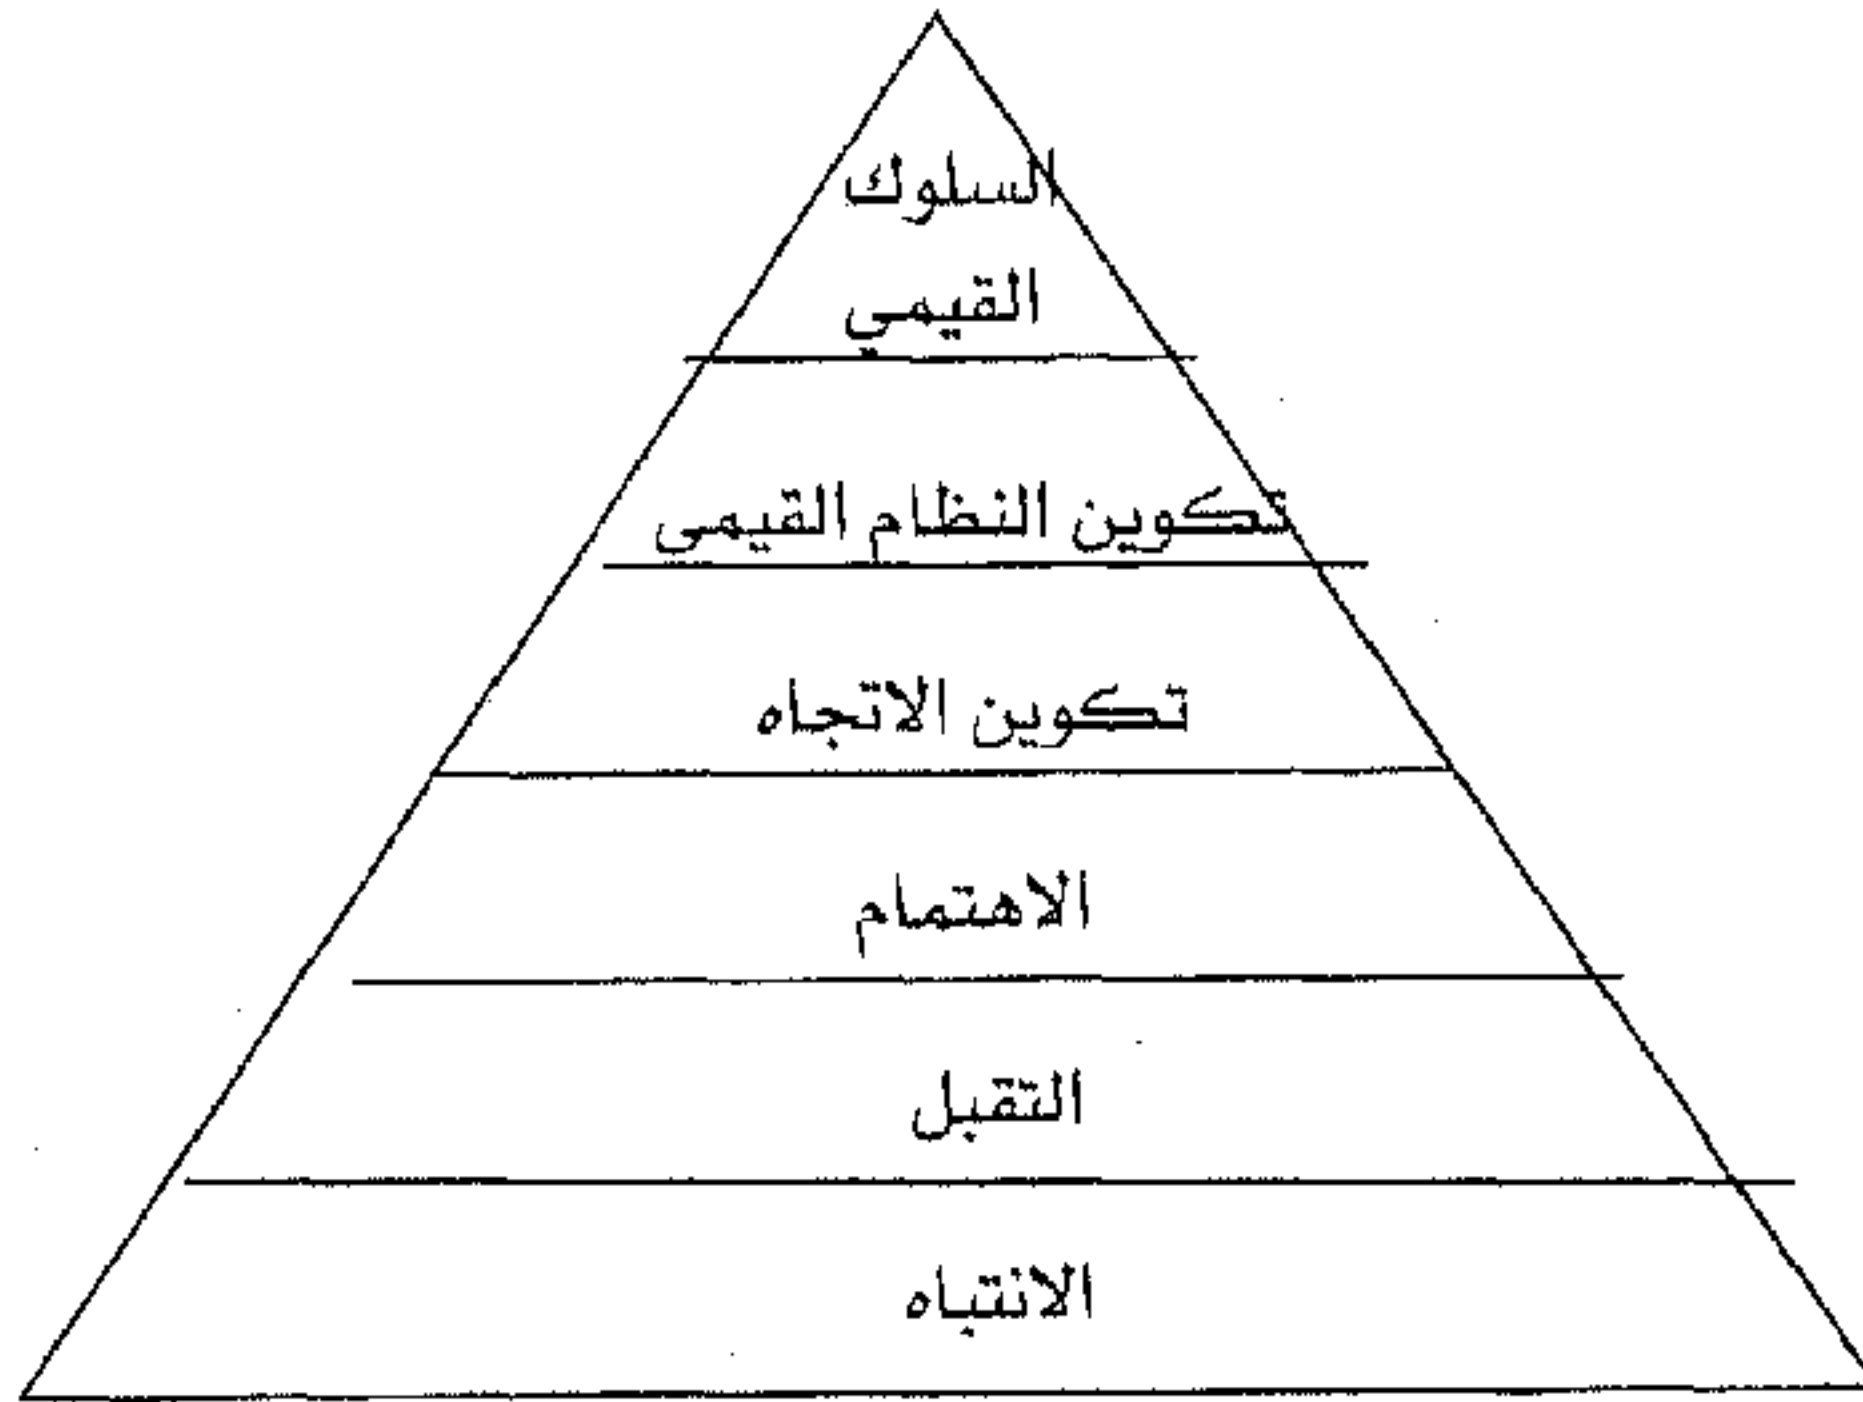 السلوك
القيمي
تكوين النظام القيمى
تكوين الاتجاه
الاهتمام
التقبل
الانتباه